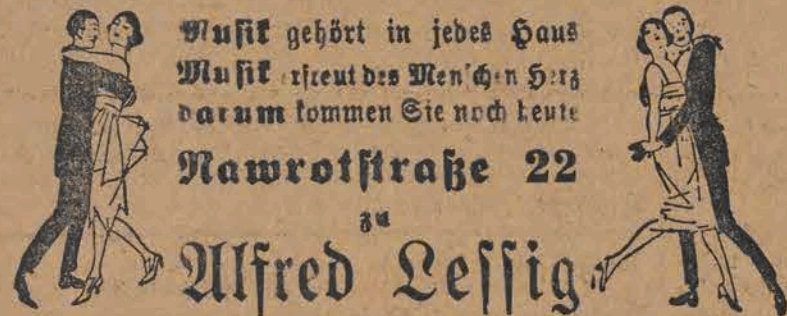 Musik gehört in jedes Haus
Musik erfreut des Menschen Herz
darum kommen Sie noch heute
Nawrotstraße 22
zu
Alfred Lessig